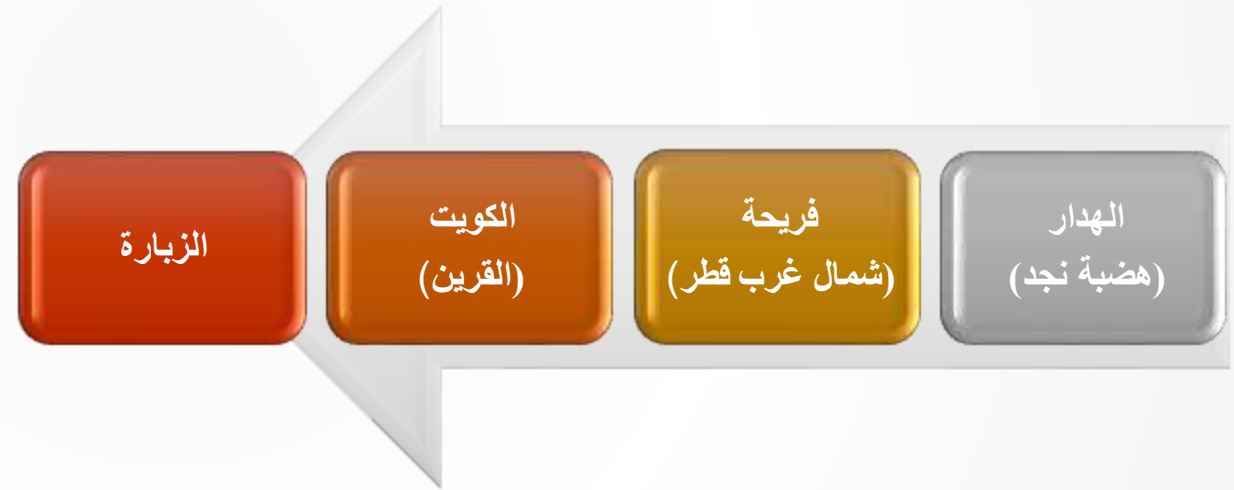 الهدار
(هضبة نجد)
فريحة
(شمال غرب قطر)
الكويت
(القرين)
الزبارة